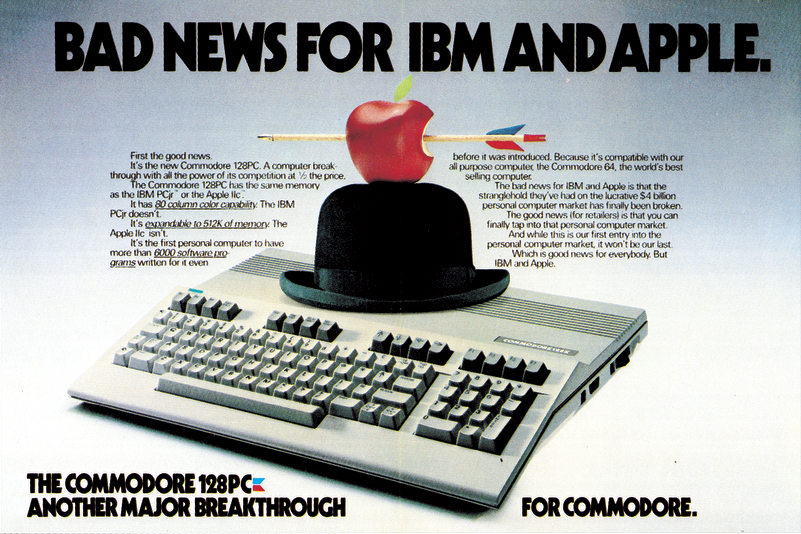 BAD NEWS FOR IBM AND APPLE.
First the good news.
It's the new Commodore 128PC. A computer break-
through with all the power of its competition at ½ the price.
The Commodore 128PC has the same memory
as the IBM PCjr™ or the Apple IIc™.
It has 80 column color capability. The IBM
PCjr doesn't.
It's expandable to 512K of memory. The
Apple IIc isn't.
It's the first personal computer to have
more than 6000 software pro-
grams written for it even
before it was introduced. Because it's compatible with our
all purpose computer, the Commodore 64, the world's best
selling computer.
The bad news for IBM and Apple is that the
stranglehold they've had on the lucrative $4 billion
personal computer market has finally been broken.
The good news (for retailers) is that you can
finally tap into that personal computer market.
And while this is our first entry into the
personal computer market, it won't be our last.
Which is good news for everybody. But
IBM and Apple.
COMMODORE 128
THE COMMODORE 128PC
ANOTHER MAJOR BREAKTHROUGH FOR COMMODORE.